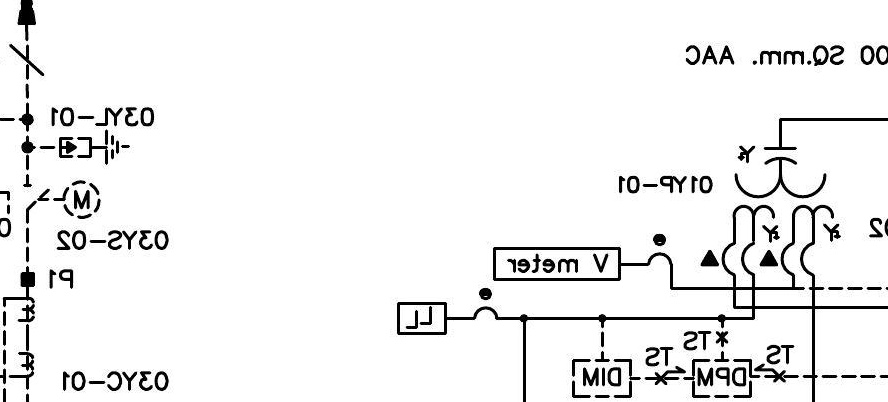 00 SQ.mm. AAC
03YL-01
01YP-01
M
03YS-02
02
V meter
P1
LL
TS
TS
TS
DIM
DPM
03YC-01